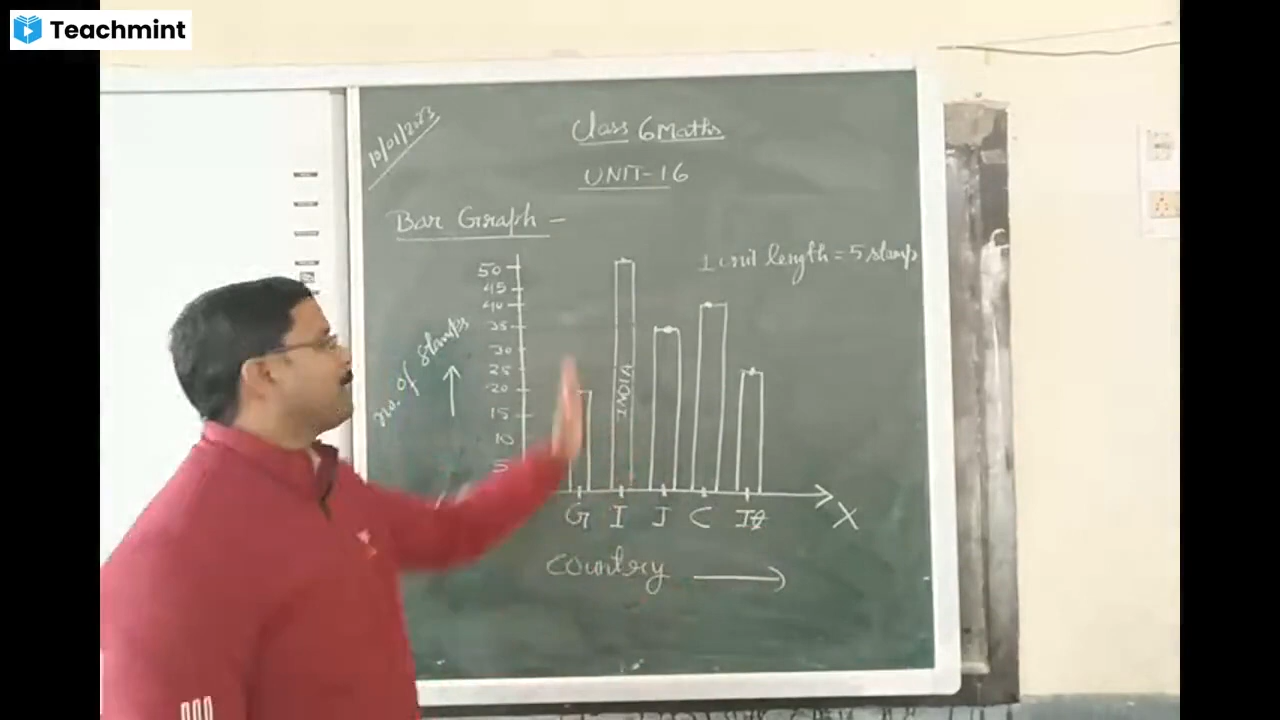 Teachmint
10/01/2023
Class 6 Maths
UNIT-16
Bar Graph -
1 unit length = 5 stamps
50
45
40
35
30
25
20
15
10
5
no. of stamps
INDIA
G I J C
X
Country